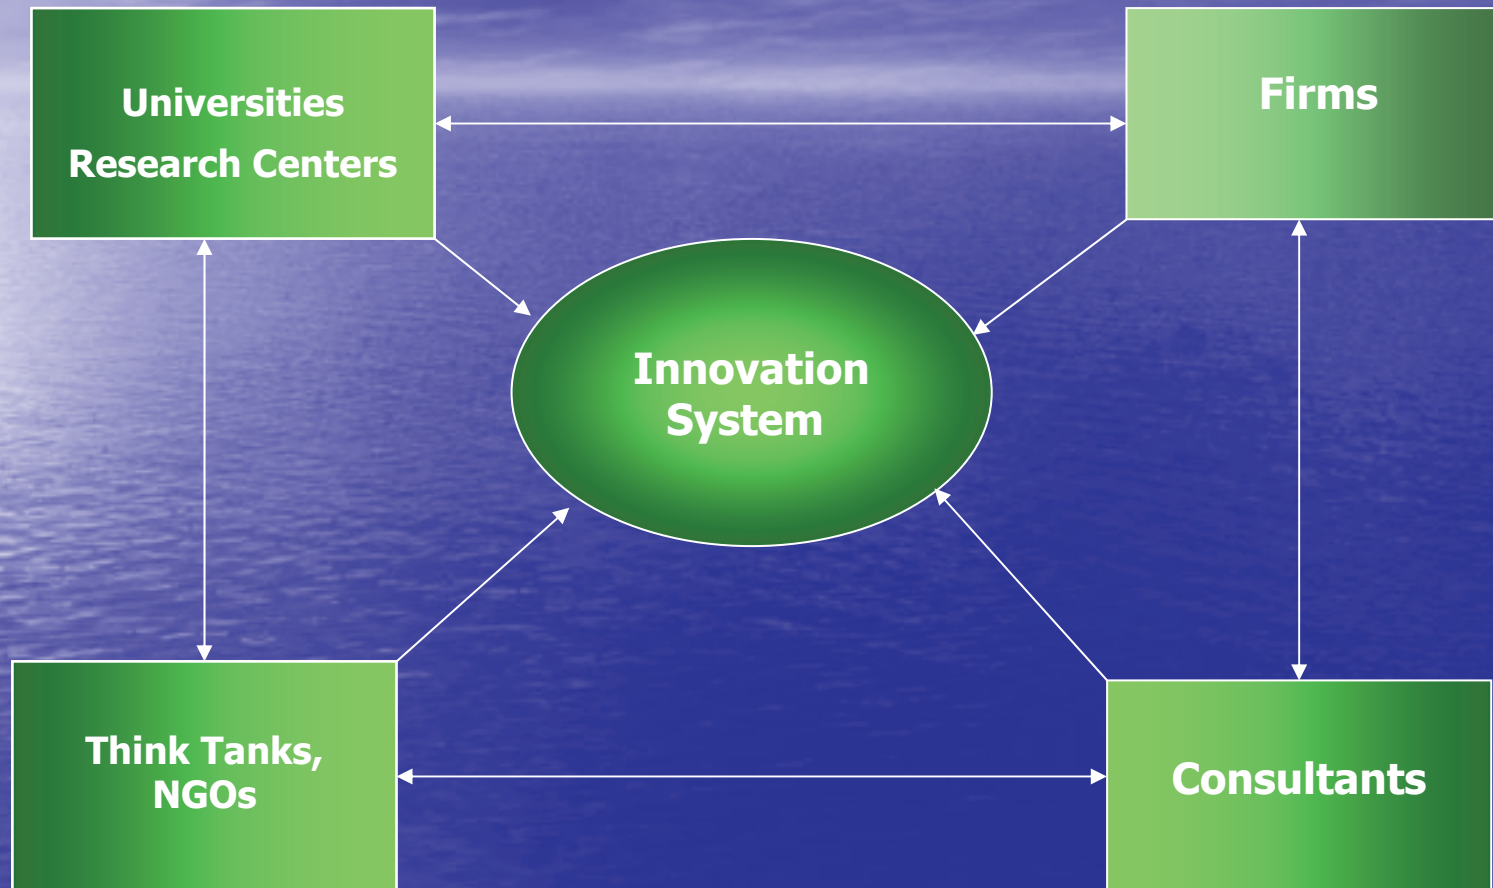 Universities
Research Centers
Firms
Innovation
System
Think Tanks,
NGOs
Consultants